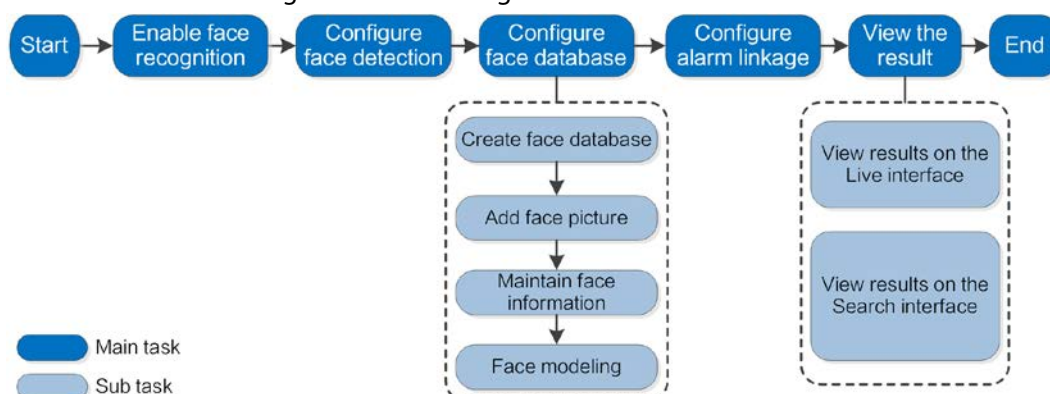 Start
Enable face
recognition
Configure
face detection
Configure
face database
Configure
alarm linkage
View the
result
End
Create face database
Add face picture
Maintain face
information
Face modeling
View results on the
Live interface
View results on the
Search interface
Main task
Sub task